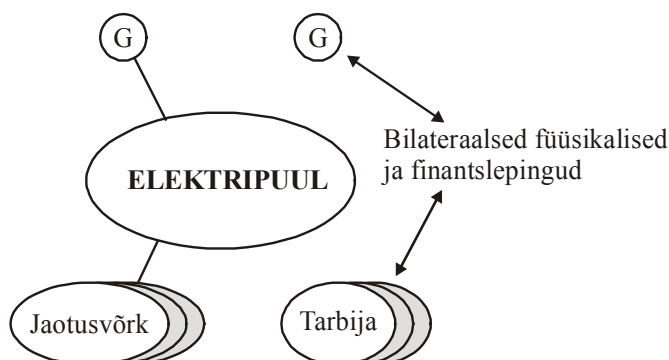 G
G
ELEKTRIPUUL
Bilateraalsed füüsikalised
ja finantslepingud
Jaotusvõrk
Tarbija